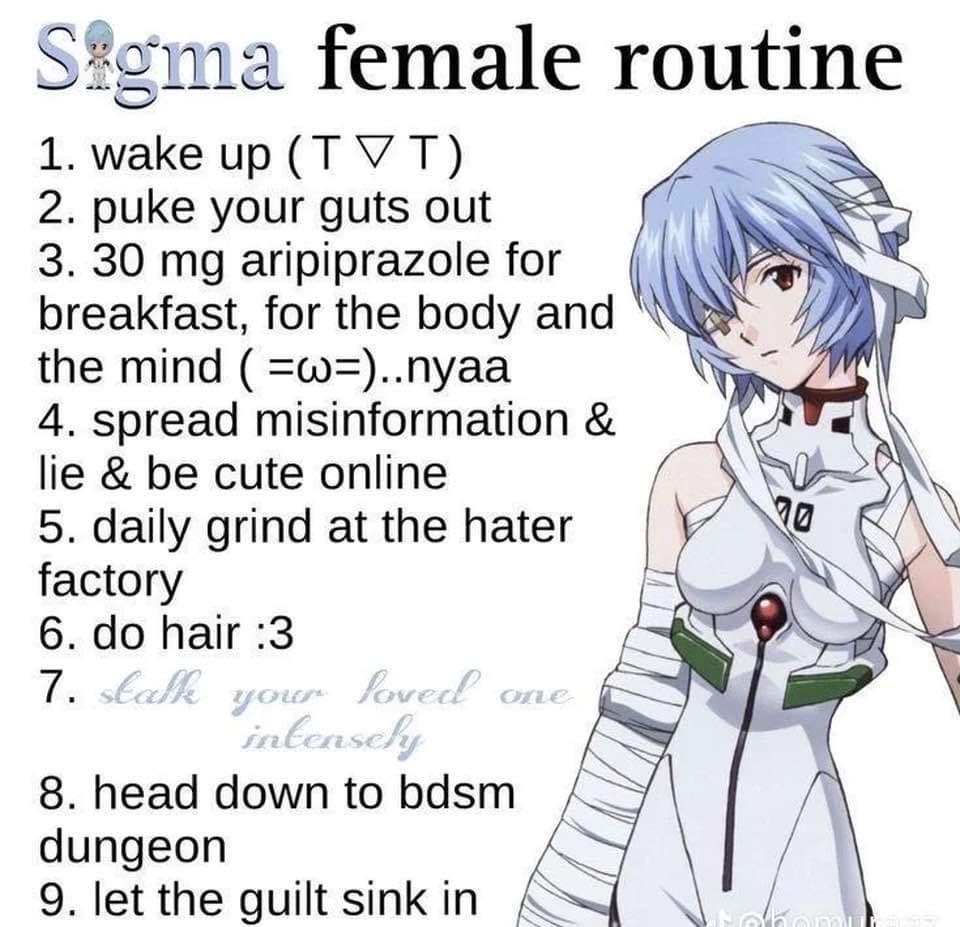 Sigma female routine
1. wake up (T▽T)
2. puke your guts out
3. 30 mg aripiprazole for
breakfast, for the body and
the mind ( =ω=)..nyaa
4. spread misinformation &
lie & be cute online
5. daily grind at the hater
factory
6. do hair :3
7. stalk your loved one
intensely
8. head down to bdsm
dungeon
9. let the guilt sink in
00